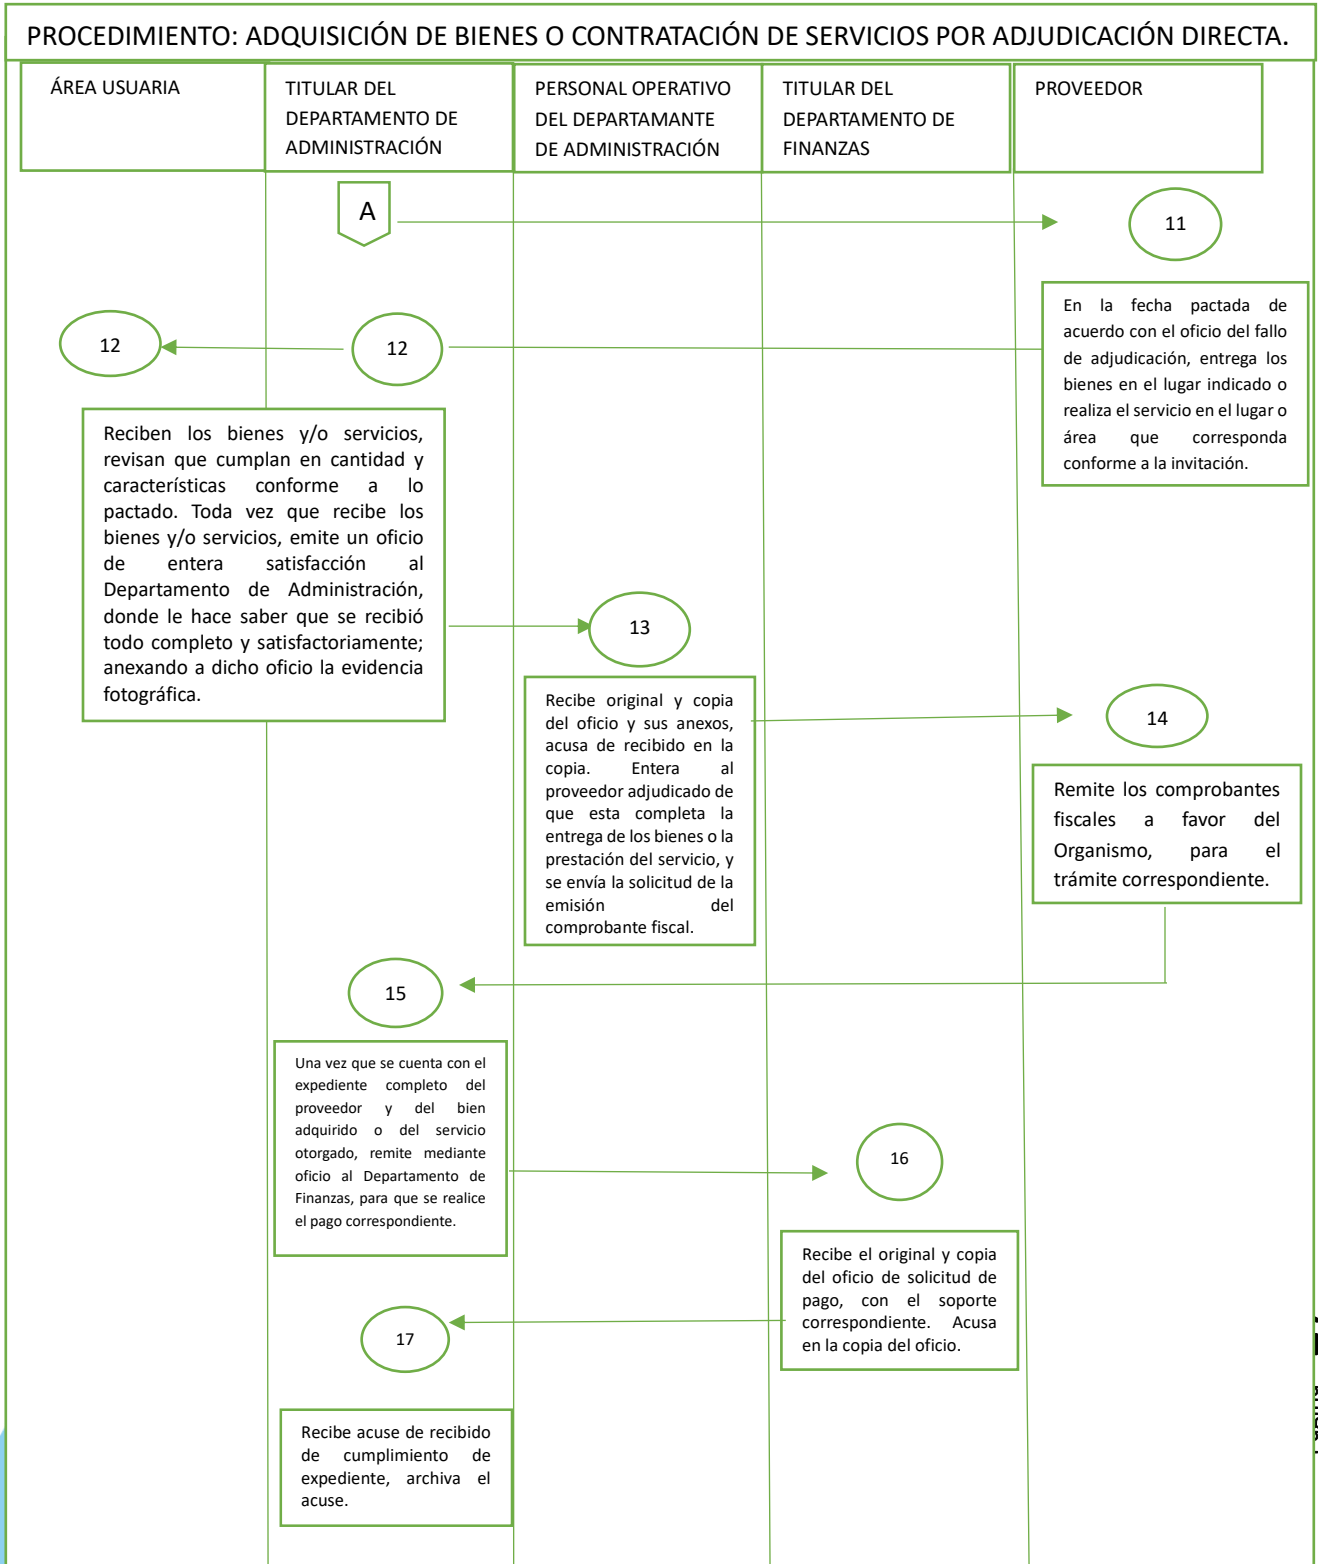 PROCEDIMIENTO: ADQUISICIÓN DE BIENES O CONTRATACIÓN DE SERVICIOS POR ADJUDICACIÓN DIRECTA.
ÁREA USUARIA
TITULAR DEL
DEPARTAMENTO DE
ADMINISTRACIÓN
PERSONAL OPERATIVO
DEL DEPARTAMANTE
DE ADMINISTRACIÓN
TITULAR DEL
DEPARTAMENTO DE
FINANZAS
PROVEEDOR
A
11
En la fecha pactada de
acuerdo con el oficio del fallo
de adjudicación, entrega los
bienes en el lugar indicado o
realiza el servicio en el lugar o
área que corresponda
conforme a la invitación.
12
12
Reciben los bienes y/o servicios,
revisan que cumplan en cantidad y
características conforme a lo
pactado. Toda vez que recibe los
bienes y/o servicios, emite un oficio
de entera satisfacción al
Departamento de Administración,
donde le hace saber que se recibió
todo completo y satisfactoriamente;
anexando a dicho oficio la evidencia
fotográfica.
13
Recibe original y copia
del oficio y sus anexos,
acusa de recibido en la
copia. Entera al
proveedor adjudicado de
que esta completa la
entrega de los bienes o la
prestación del servicio, y
se envía la solicitud de la
emisión del
comprobante fiscal.
14
Remite los comprobantes
fiscales a favor del
Organismo, para el
trámite correspondiente.
15
Una vez que se cuenta con el
expediente completo del
proveedor y del bien
adquirido o del servicio
otorgado, remite mediante
oficio al Departamento de
Finanzas, para que se realice
el pago correspondiente.
16
Recibe el original y copia
del oficio de solicitud de
pago, con el soporte
correspondiente. Acusa
en la copia del oficio.
17
Recibe acuse de recibido
de cumplimiento de
expediente, archiva el
acuse.